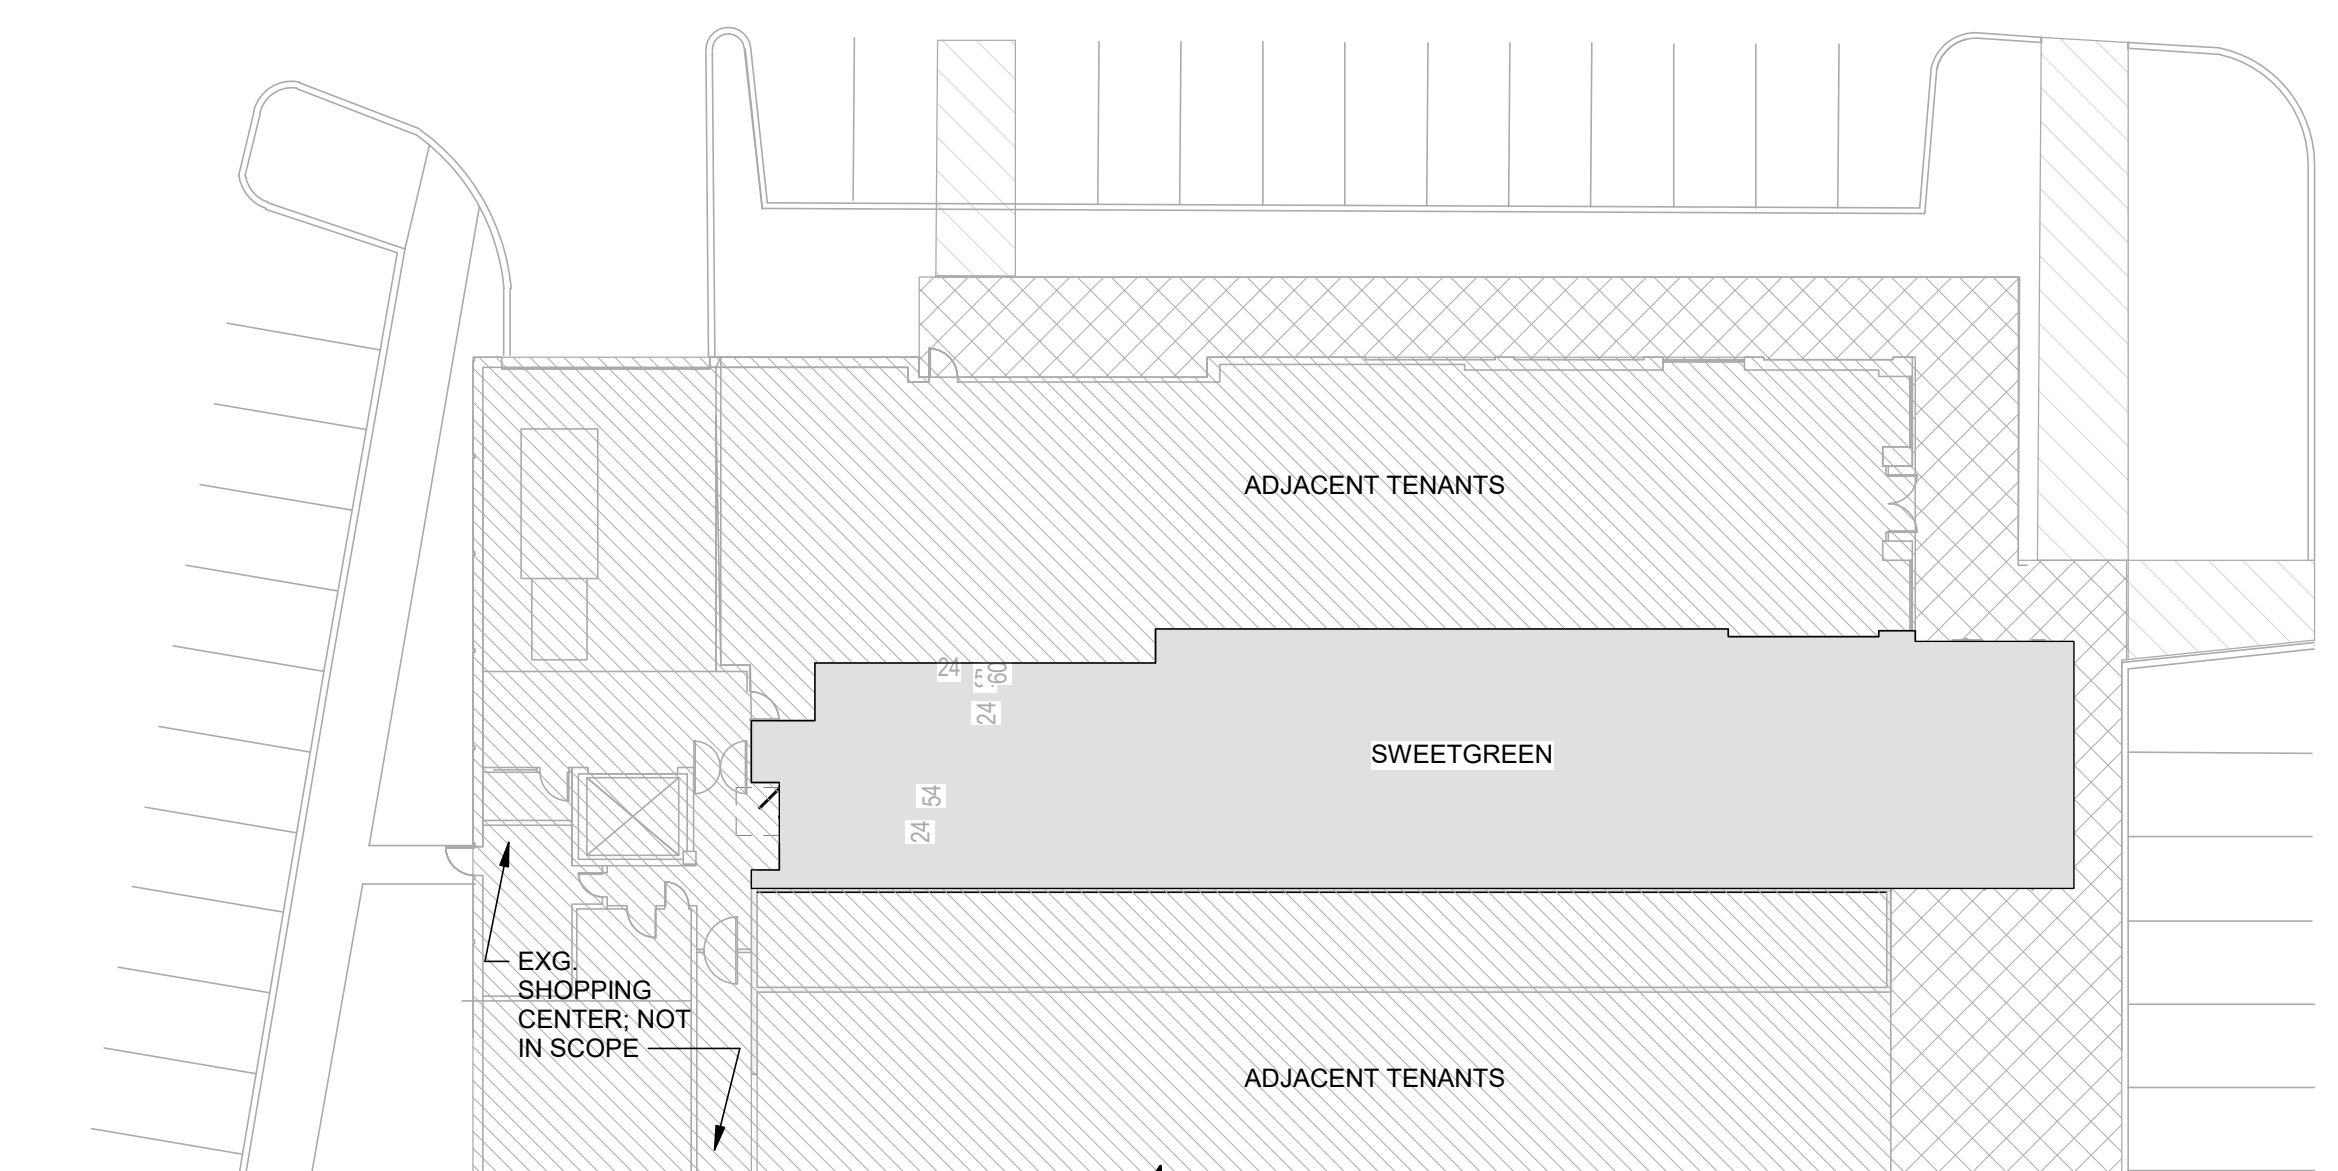 ADJACENT TENANTS
24
60
24
SWEETGREEN
54
24
EXG.
SHOPPING
CENTER; NOT
IN SCOPE
ADJACENT TENANTS